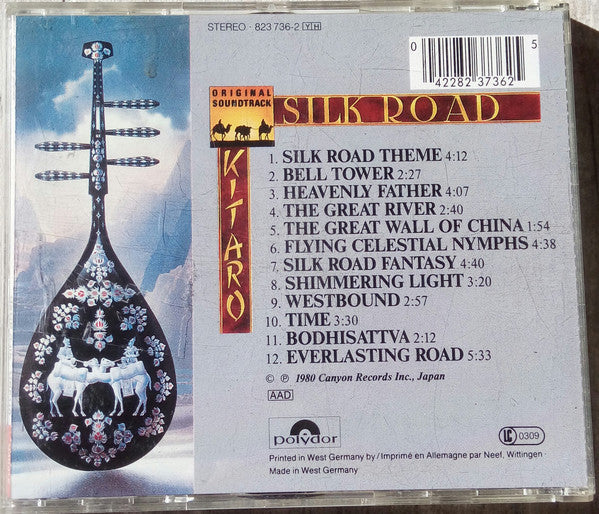 STEREO · 823 736-2 Y H
0 42282 37362 5
ORIGINAL
SOUNDTRACK
SILK ROAD
KITARO
1. SILK ROAD THEME 4:12
2. BELL TOWER 2:27
3. HEAVENLY FATHER 4:07
4. THE GREAT RIVER 2:40
5. THE GREAT WALL OF CHINA 1:54
6. FLYING CELESTIAL NYMPHS 4:38
7. SILK ROAD FANTASY 4:40
8. SHIMMERING LIGHT 3:20
9. WESTBOUND 2:57
10. TIME 3:30
11. BODHISATTVA 2:12
12. EVERLASTING ROAD 5:33
© ℗ 1980 Canyon Records Inc., Japan
AAD
polydor
LC 0309
Printed in West Germany by/Imprimé en Allemagne par Neef, Wittingen ·
Made in West Germany